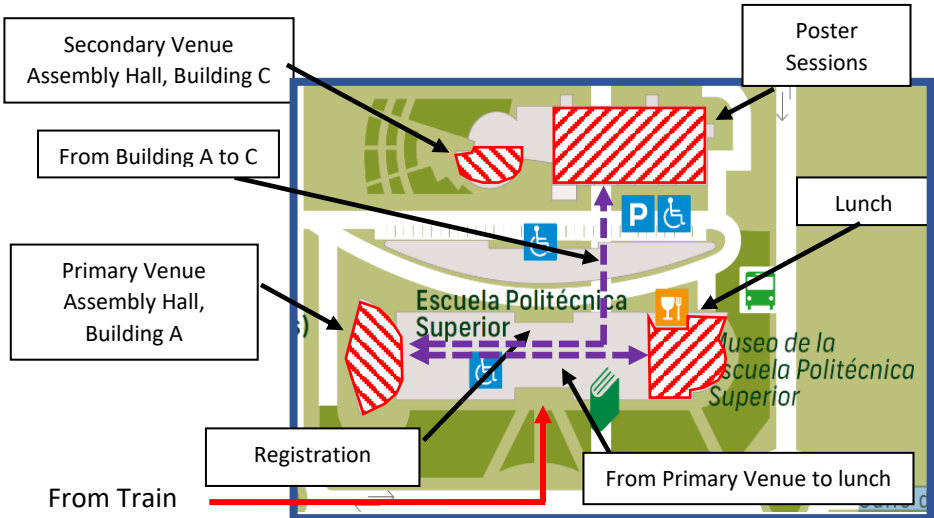 Secondary Venue
Assembly Hall, Building C
Poster
Sessions
From Building A to C
Lunch
P
Primary Venue
Assembly Hall,
Building A
s)
Escuela Politécnica
Superior
Museo de la
Escuela Politécnica
Superior
Registration
From Primary Venue to lunch
From Train